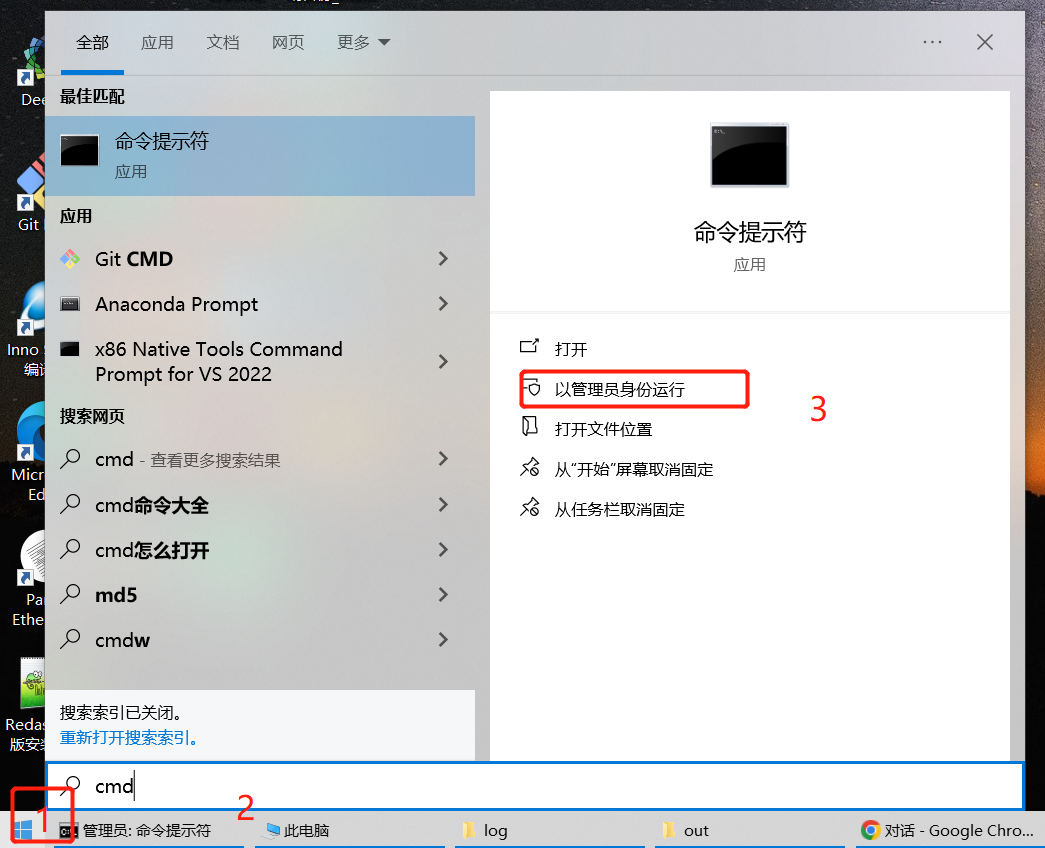 全部 应用 文档 网页 更多
最佳匹配
命令提示符
应用
应用
Git CMD
Anaconda Prompt
x86 Native Tools Command
Prompt for VS 2022
搜索网页
cmd - 查看更多搜索结果
cmd命令大全
cmd怎么打开
md5
cmdw
搜索索引已关闭。
重新打开搜索索引。
命令提示符
应用
打开
以管理员身份运行
3
打开文件位置
从“开始”屏幕取消固定
从任务栏取消固定
Git
Inno
Micr
Redas
版安
cmd
1
2
管理员: 命令提示符
此电脑
log
out
对话 - Google Chro...